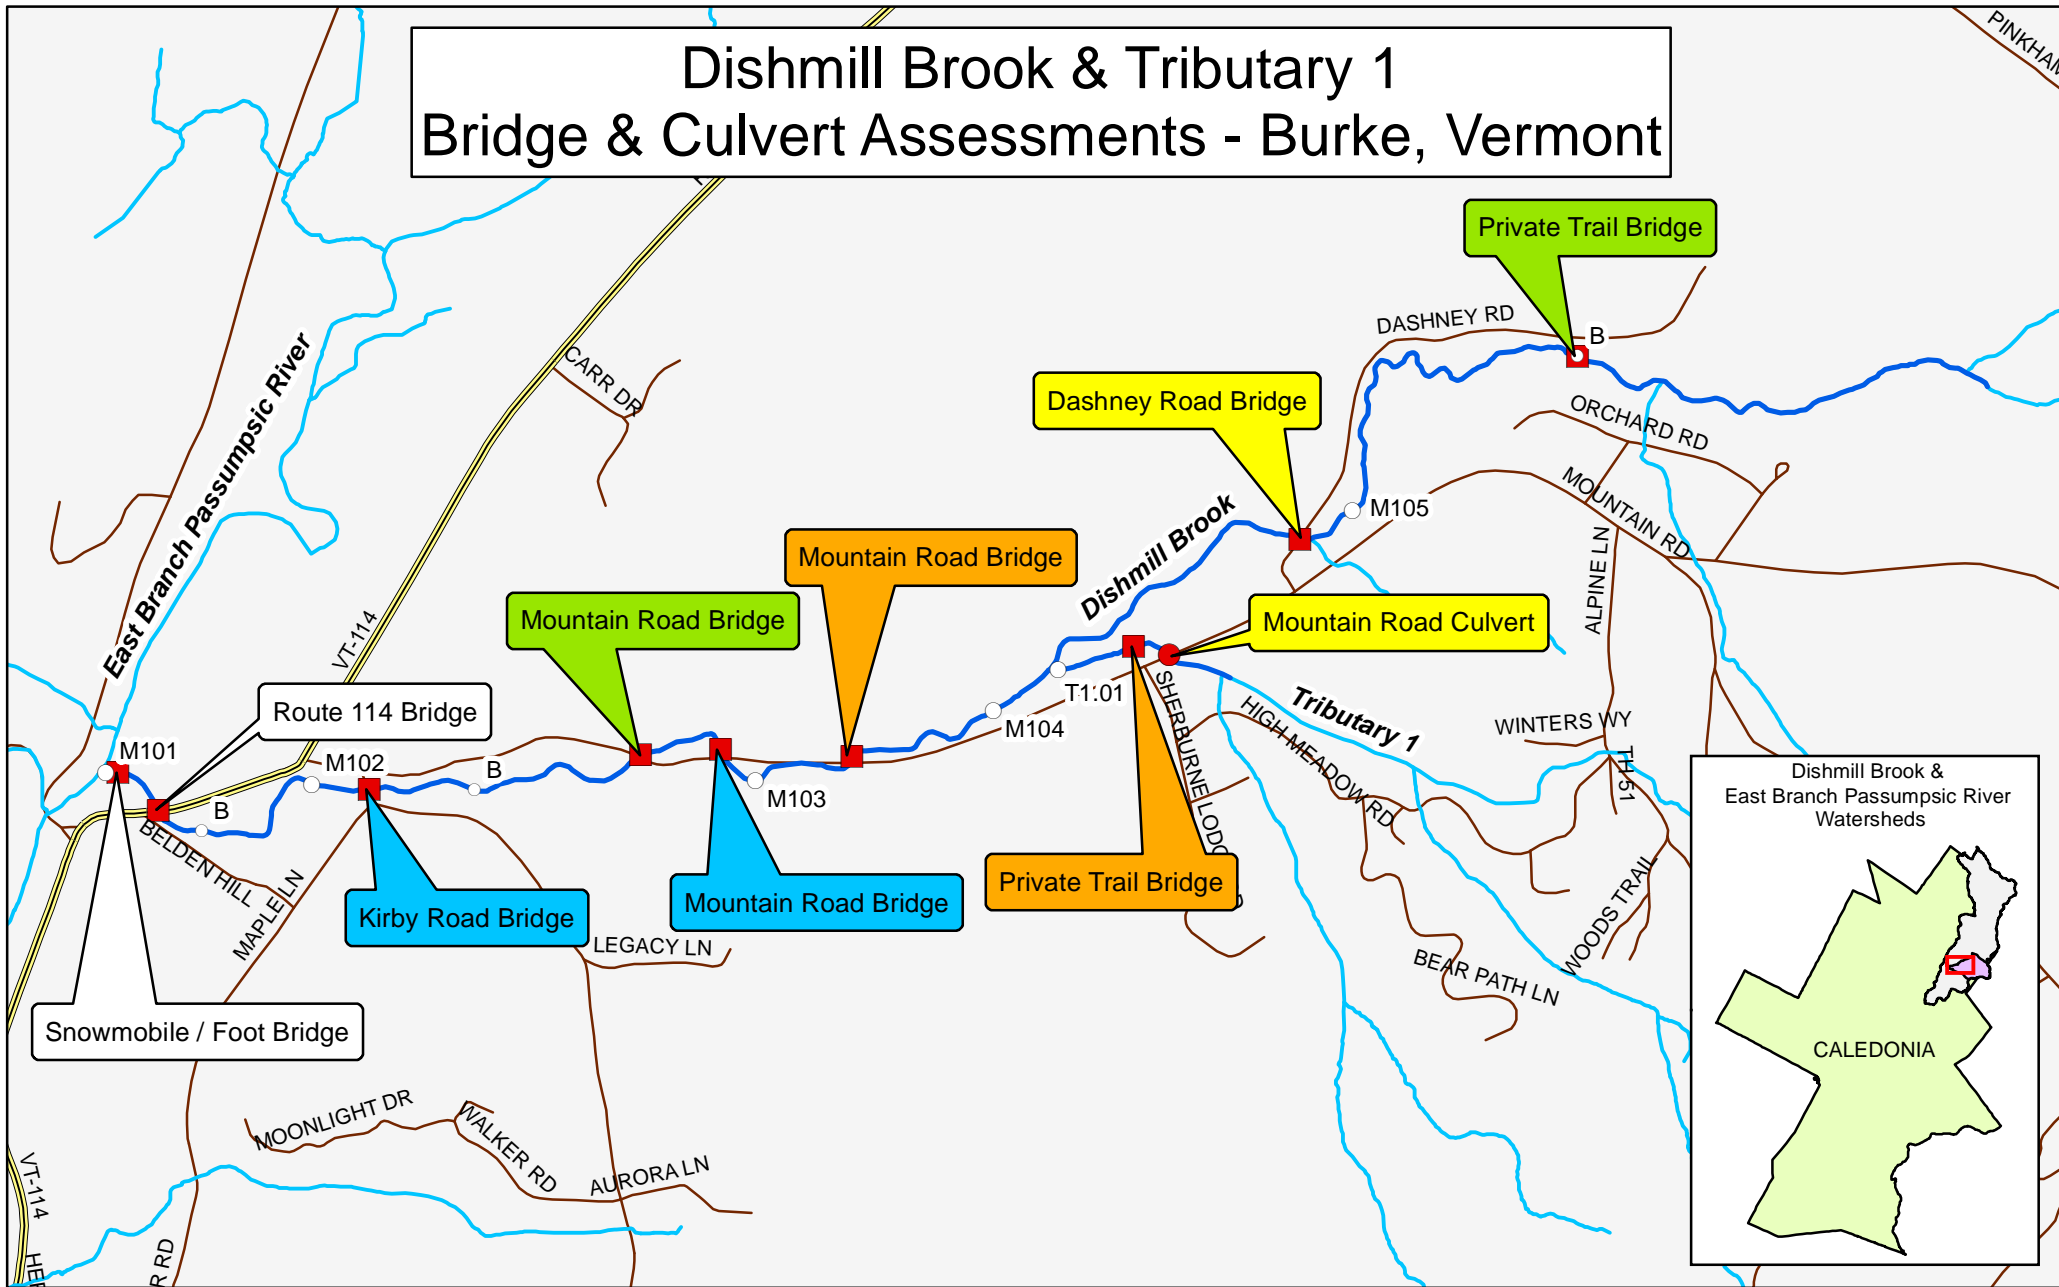 Dishmill Brook & Tributary 1
Bridge & Culvert Assessments - Burke, Vermont
Private Trail Bridge
DASHNEY RD
B
East Branch Passumpsic River
CARR DR
Dashney Road Bridge
ORCHARD RD
MOUNTAIN RD
M105
Dishmill Brook
Mountain Road Bridge
ALPINE LN
VT-114
Mountain Road Bridge
Mountain Road Culvert
T1.01
M104
SHERBURNE LODGE
Tributary 1
HIGH MEADOW RD
WINTERS WY
TH 51
Route 114 Bridge
M101
M102
B
B
M103
BELDEN HILL
MAPLE LN
Kirby Road Bridge
Mountain Road Bridge
Private Trail Bridge
LEGACY LN
WOODS TRAIL
BEAR PATH LN
Snowmobile / Foot Bridge
MOONLIGHT DR
WALKER RD
AURORA LN
VT-114
R RD
PINKHAM
Dishmill Brook &
East Branch Passumpsic River
Watersheds
CALEDONIA